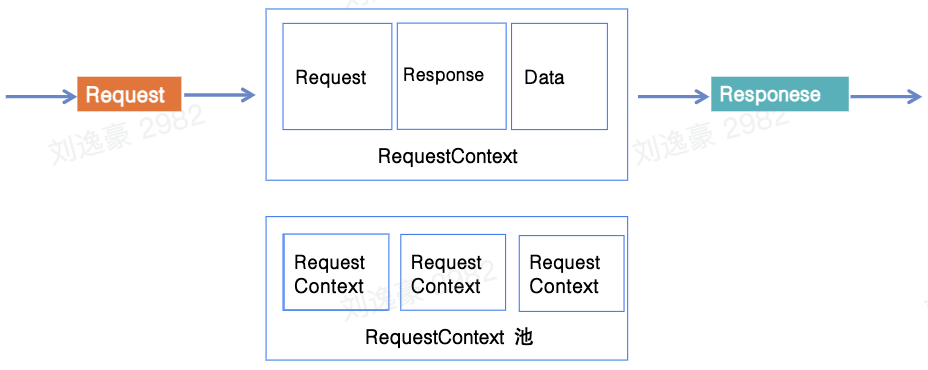 Request
Request
Response
Data
RequestContext
Responese
刘逸豪 2982
刘逸豪 2982
Request
Context
Request
Context
Request
Context
刘逸豪 2982
RequestContext 池